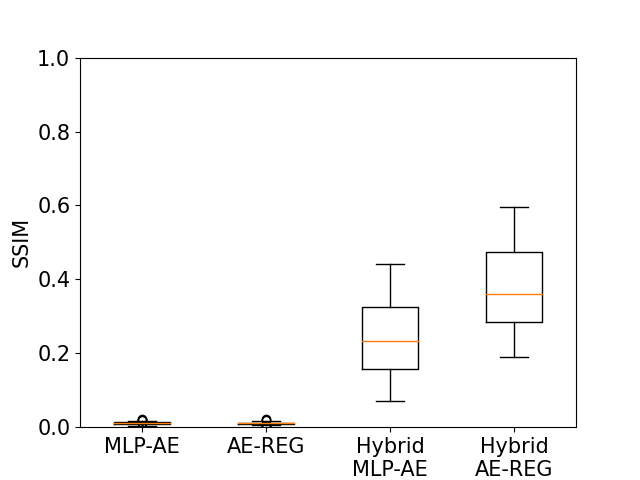 1.0
0.8
0.6
0.4
0.2
0.0
SSIM
MLP-AE
AE-REG
Hybrid
MLP-AE
Hybrid
AE-REG